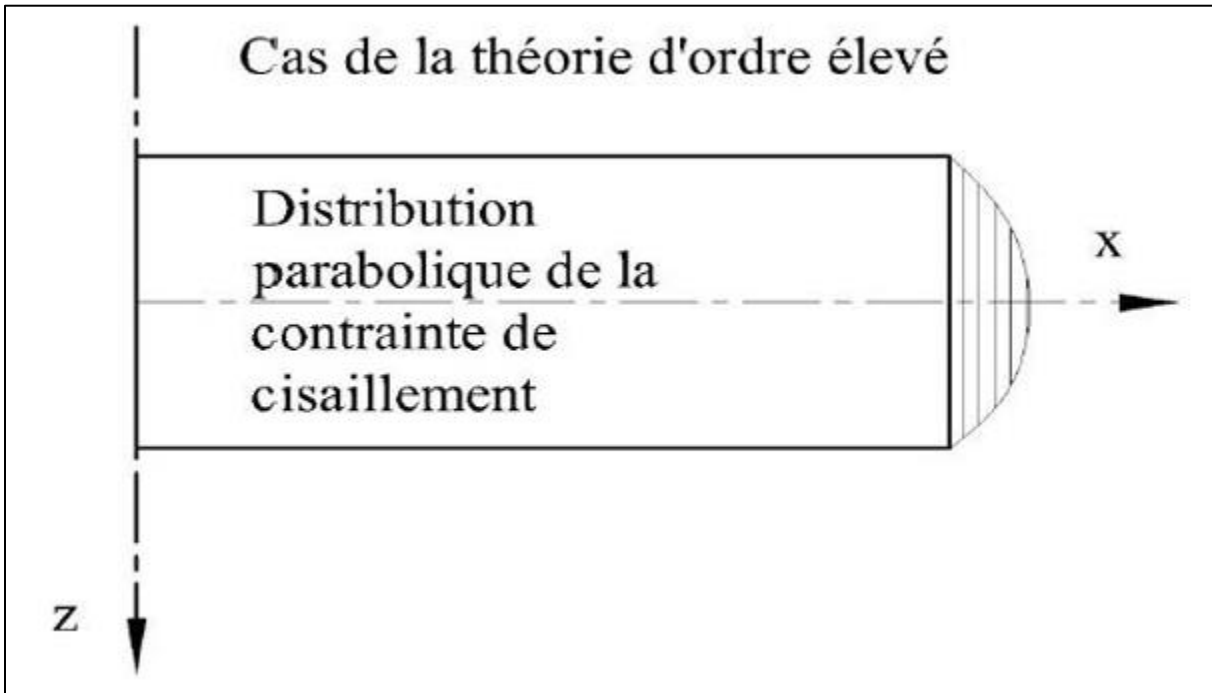 Cas de la théorie d'ordre élevé
Distribution
parabolique de la
contrainte de
cisaillement
x
z